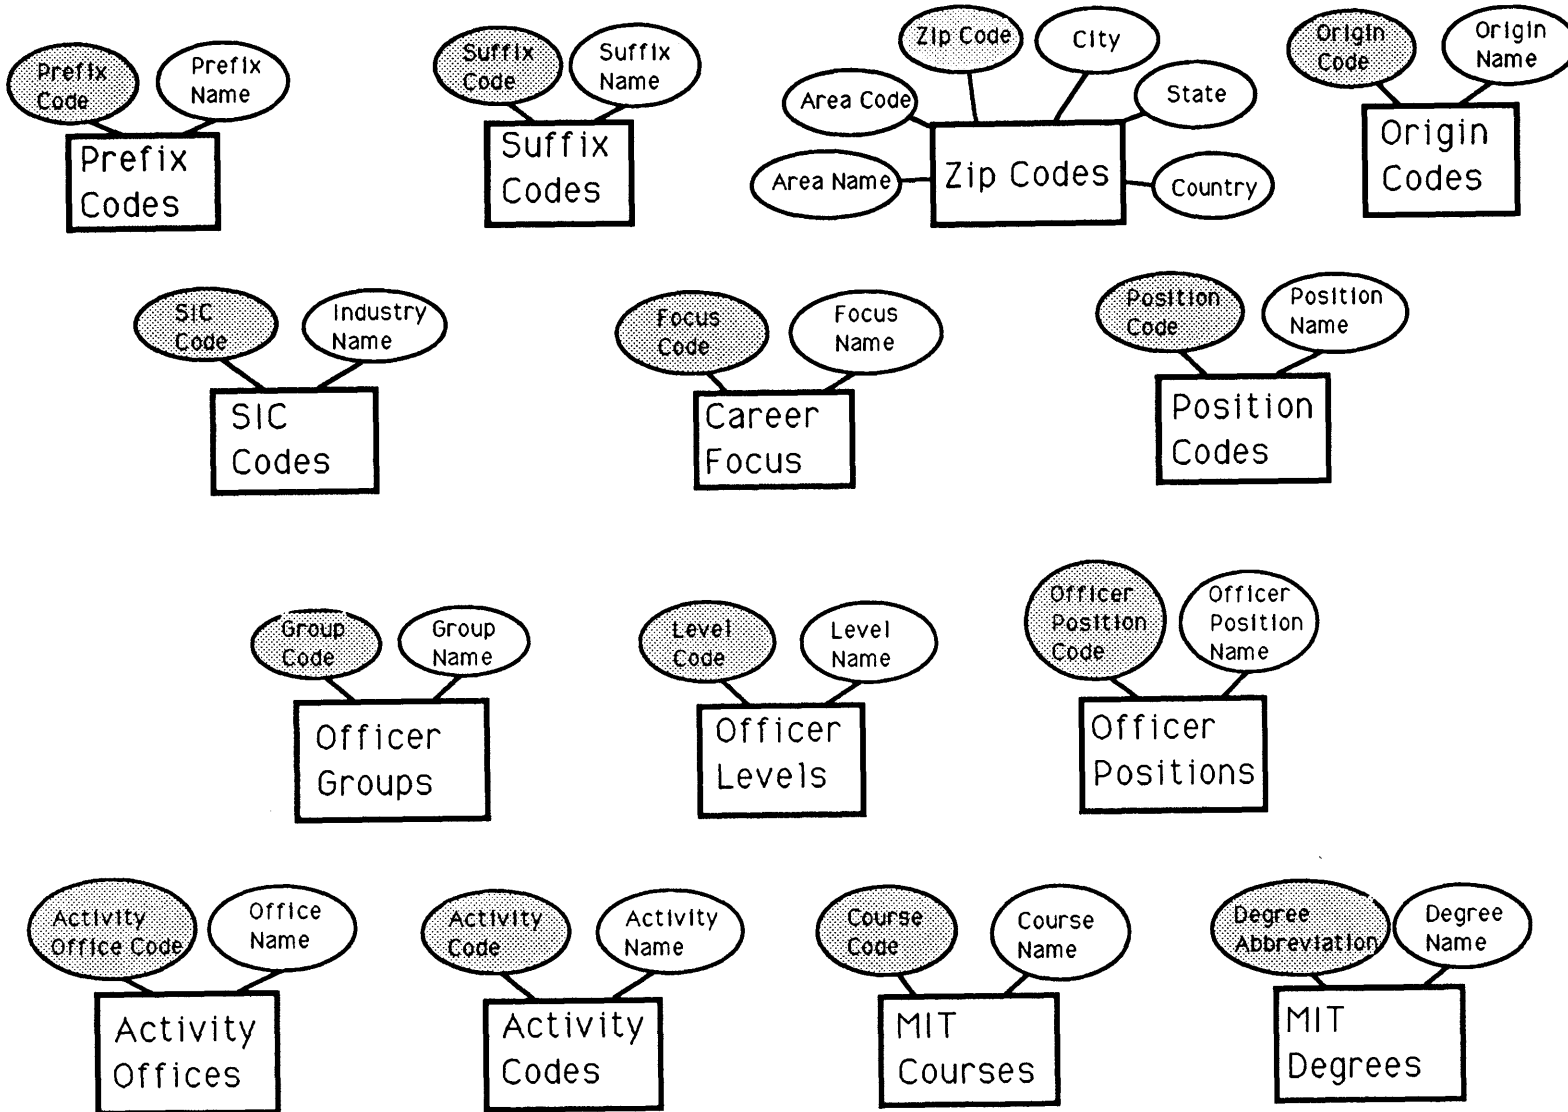 Prefix
Code
Prefix
Name
Prefix
Codes
Suffix
Code
Suffix
Name
Suffix
Codes
Zip Code
City
Area Code
State
Area Name
Country
Zip Codes
Origin
Code
Origin
Name
Origin
Codes
SIC
Code
Industry
Name
SIC
Codes
Focus
Code
Focus
Name
Career
Focus
Position
Code
Position
Name
Position
Codes
Group
Code
Group
Name
Officer
Groups
Level
Code
Level
Name
Officer
Levels
Officer
Position
Code
Officer
Position
Name
Officer
Positions
Activity
Office Code
Office
Name
Activity
Offices
Activity
Code
Activity
Name
Activity
Codes
Course
Code
Course
Name
MIT
Courses
Degree
Abbreviation
Degree
Name
MIT
Degrees